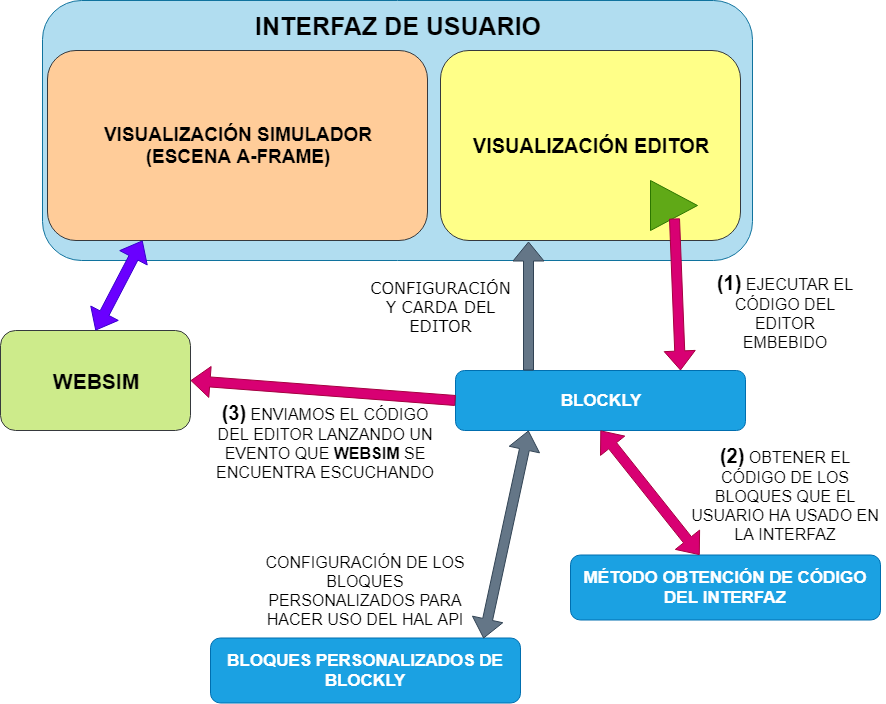 INTERFAZ DE USUARIO
VISUALIZACIÓN SIMULADOR
(ESCENA A-FRAME)
VISUALIZACIÓN EDITOR
CONFIGURACIÓN
Y CARDA DEL
EDITOR
(1) EJECUTAR EL
CÓDIGO DEL
EDITOR
EMBEBIDO
WEBSIM
BLOCKLY
(3) ENVIAMOS EL CÓDIGO
DEL EDITOR LANZANDO UN
EVENTO QUE WEBSIM SE
ENCUENTRA ESCUCHANDO
(2) OBTENER EL
CÓDIGO DE LOS
BLOQUES QUE EL
USUARIO HA USADO EN
LA INTERFAZ
CONFIGURACIÓN DE LOS
BLOQUES
PERSONALIZADOS PARA
HACER USO DEL HAL API
MÉTODO OBTENCIÓN DE CÓDIGO
DEL INTERFAZ
BLOQUES PERSONALIZADOS DE
BLOCKLY